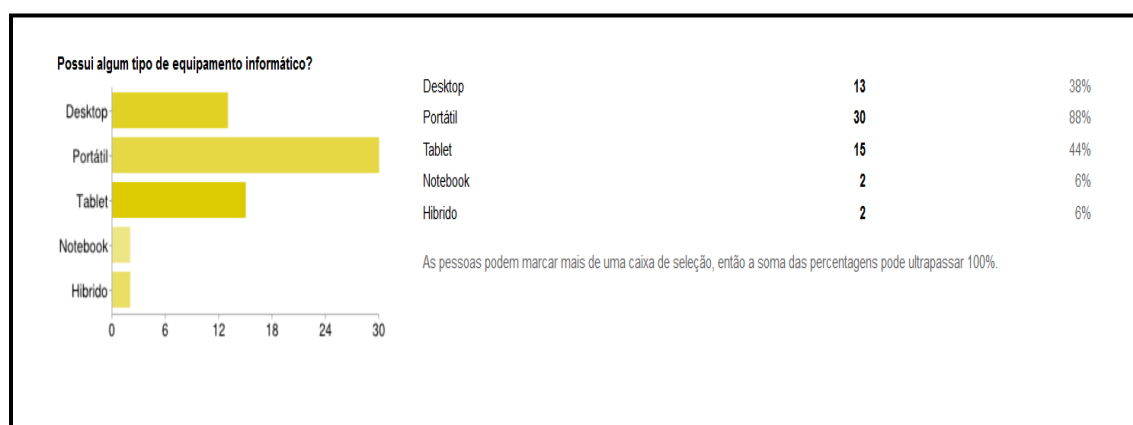 Possui algum tipo de equipamento informático?
Desktop
Portátil
Tablet
Notebook
Hibrido
0 6 12 18 24 30
Desktop 13 38%
Portátil 30 88%
Tablet 15 44%
Notebook 2 6%
Hibrido 2 6%
As pessoas podem marcar mais de uma caixa de seleção, então a soma das percentagens pode ultrapassar 100%.